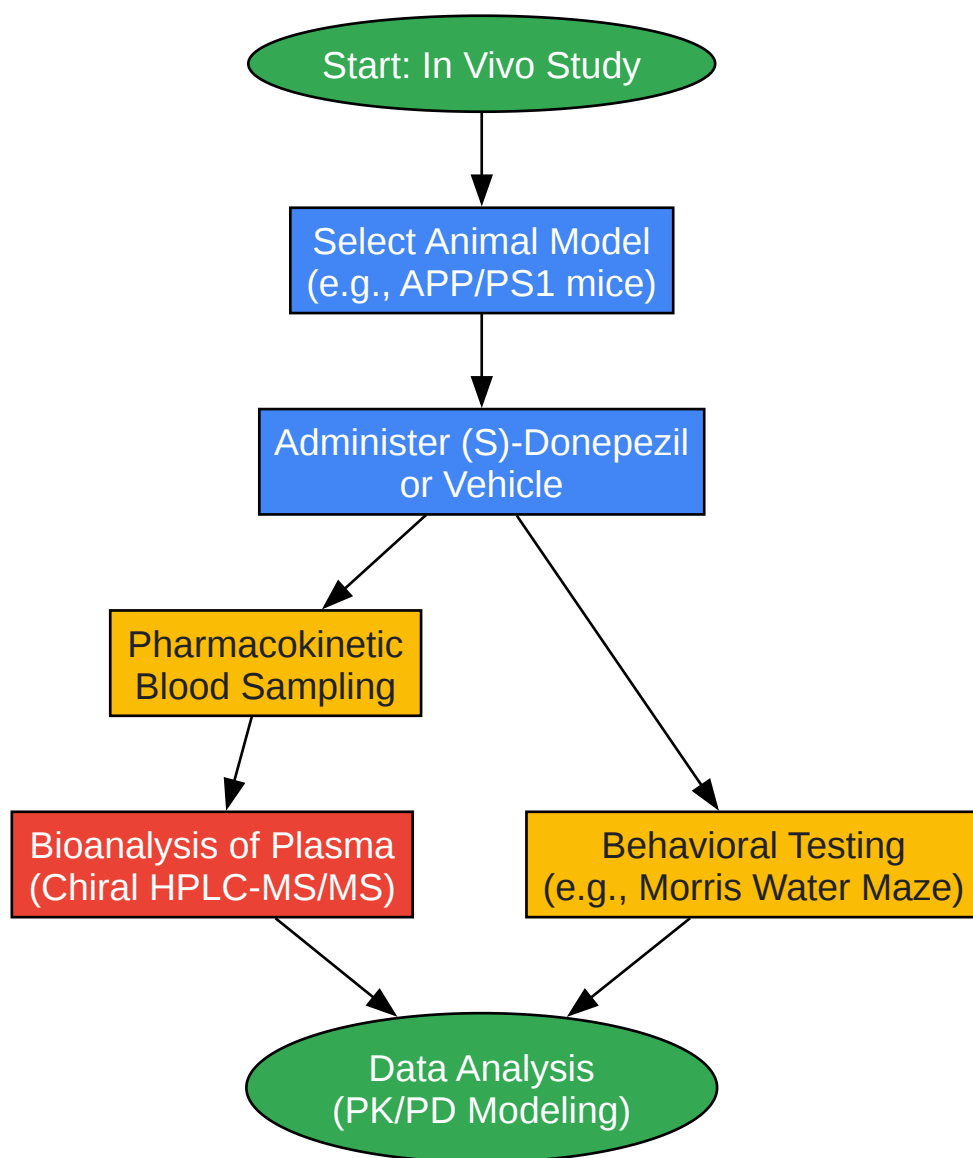 Start: In Vivo Study
Select Animal Model
(e.g., APP/PS1 mice)
Administer (S)-Donepezil
or Vehicle
Pharmacokinetic
Blood Sampling
Bioanalysis of Plasma
(Chiral HPLC-MS/MS)
Behavioral Testing
(e.g., Morris Water Maze)
Data Analysis
(PK/PD Modeling)